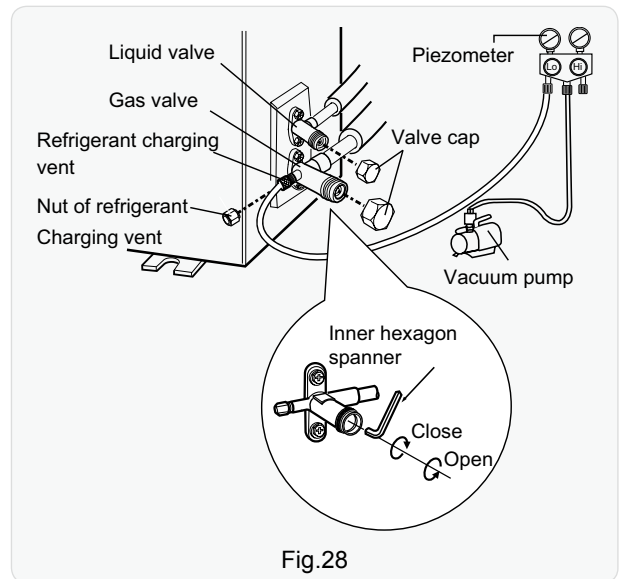 Liquid valve
Gas valve
Refrigerant charging
vent
Nut of refrigerant
Charging vent
Piezometer
Lo
Hi
Valve cap
Vacuum pump
Inner hexagon
spanner
Close
Open
Fig.28